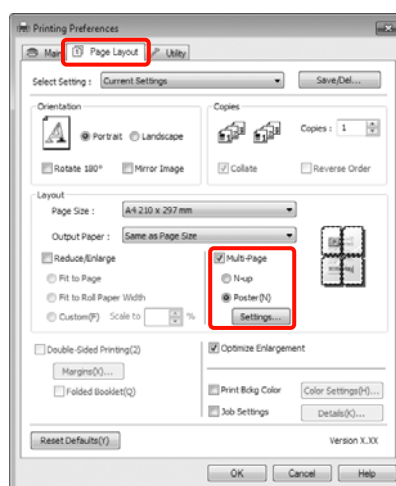 Printing Preferences
Main Page Layout Utility
Select Setting : Current Settings Save/Del...
Orientation Copies
Portrait Landscape Copies : 1
Rotate 180° Mirror Image Collate Reverse Order
Layout
Page Size : A4 210 x 297 mm
Output Paper : Same as Page Size
Reduce/Enlarge Multi-Page
Fit to Page N-up
Fit to Roll Paper Width Poster(N)
Custom(P) Scale to % Settings...
Double-Sided Printing(2) Optimize Enlargement
Margins(X)...
Folded Booklet(Q) Print Bckg Color Color Settings(H)...
Job Settings Details(K)...
Reset Defaults(Y) Version X.XX
OK Cancel Help